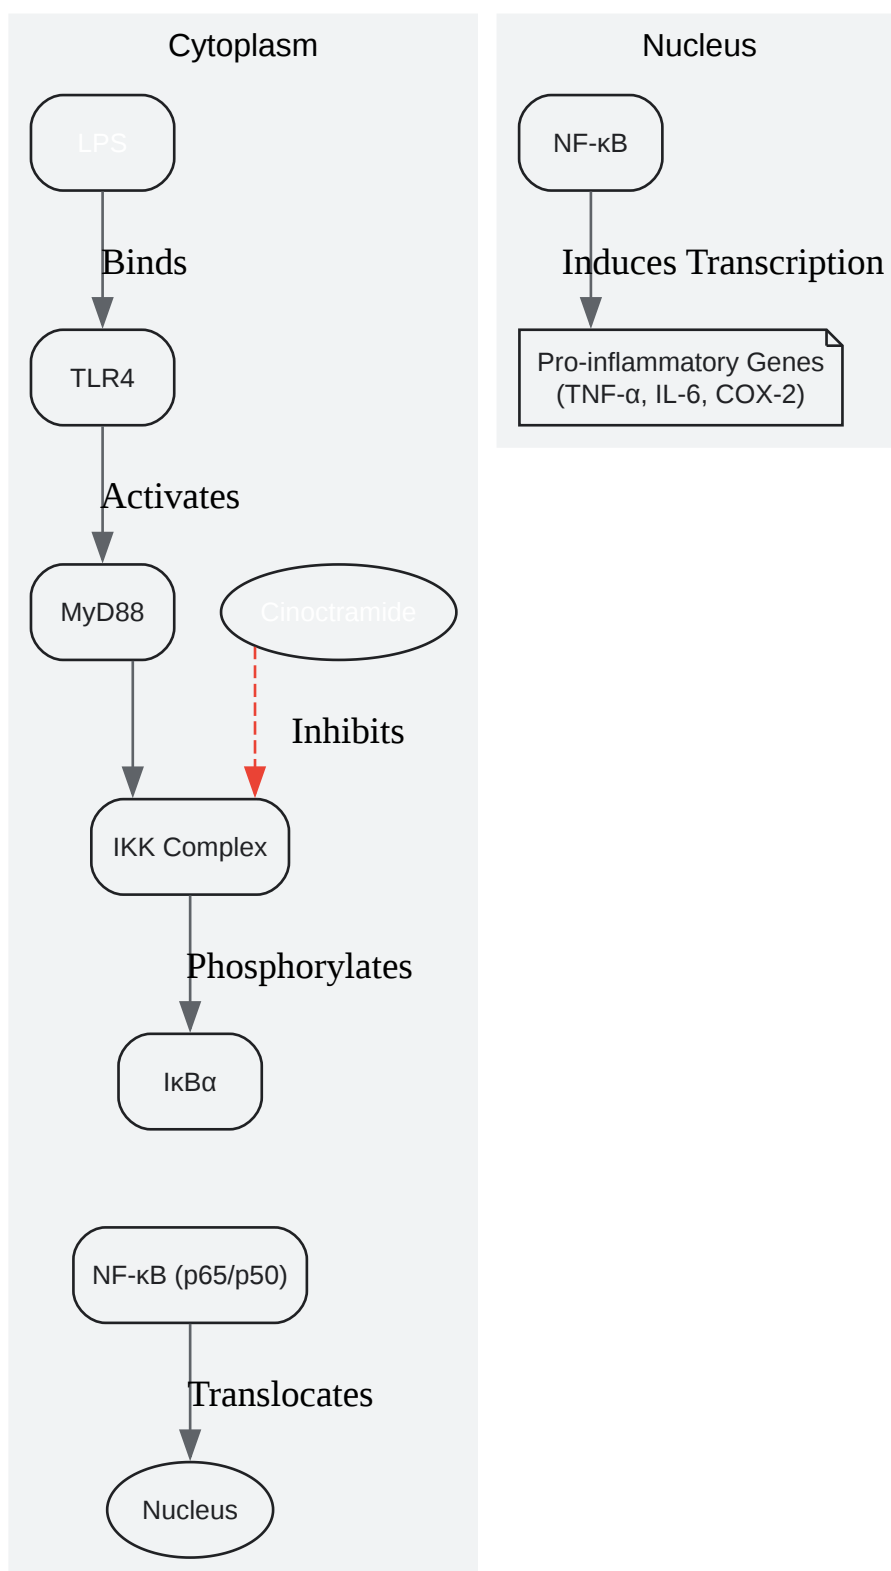 Cytoplasm
LPS
Binds
TLR4
Activates
MyD88
Cinoctramide
Inhibits
IKK Complex
Phosphorylates
IκBα
NF-κB (p65/p50)
Translocates
Nucleus
Nucleus
NF-κB
Induces Transcription
Pro-inflammatory Genes
(TNF-α, IL-6, COX-2)